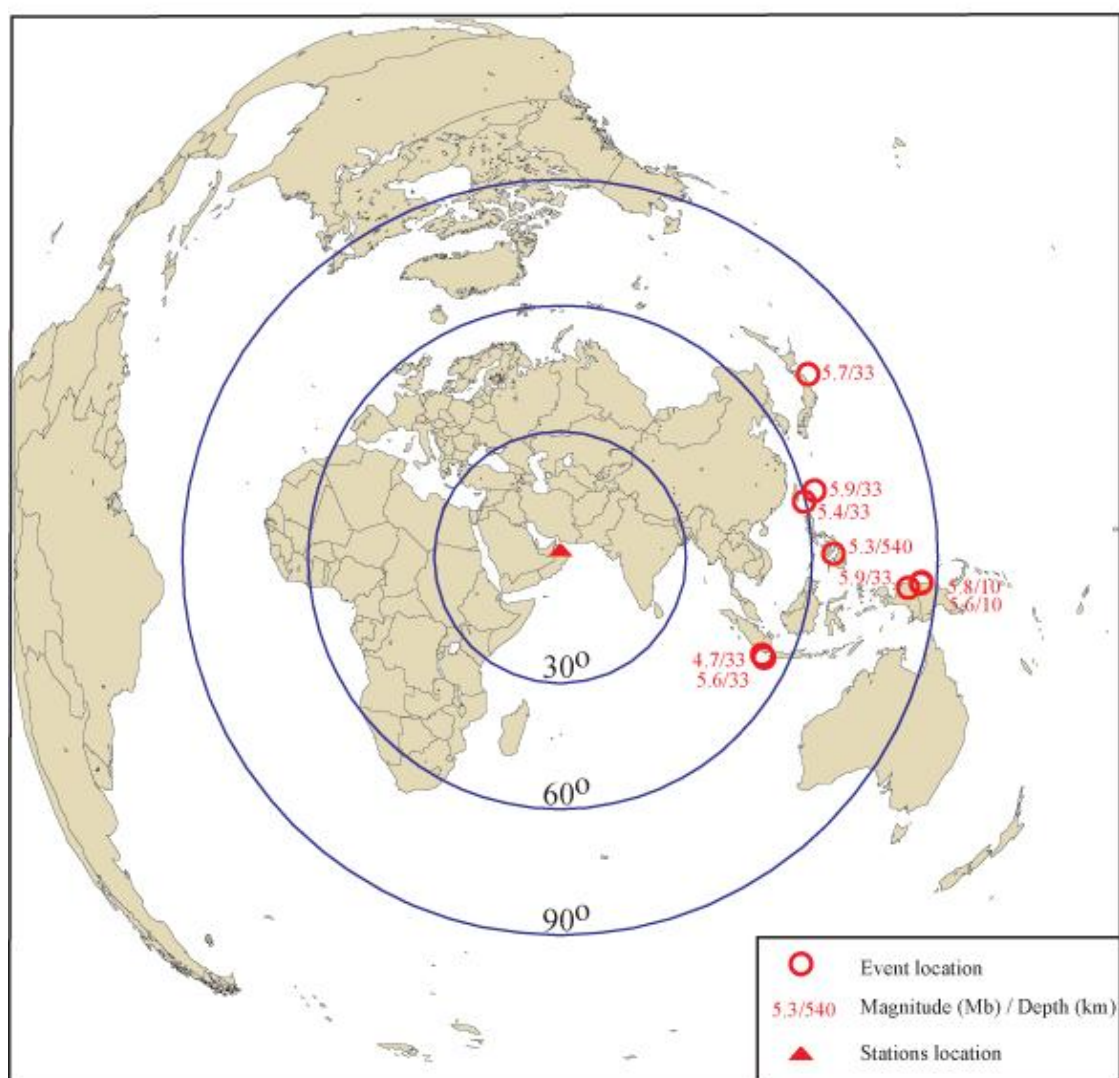 5.7/33
5.9/33
5.4/33
5.3/540
5.9/33
5.8/10
5.6/10
4.7/33
5.6/33
30º
60º
90º
Event location
5.3/540 Magnitude (Mb) / Depth (km)
Stations location